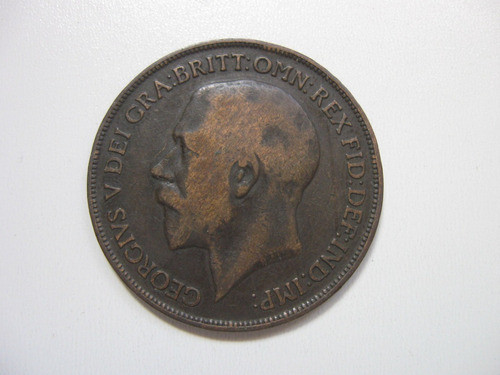 GEORGIVS V DEI GRA:BRITT:OMN:REX FID:DEF:IND:IMP: